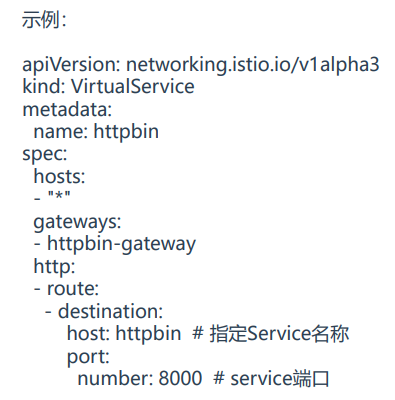 示例：
apiVersion: networking.istio.io/v1alpha3
kind: VirtualService
metadata:
  name: httpbin
spec:
  hosts:
  - "*"
  gateways:
  - httpbin-gateway
  http:
  - route:
    - destination:
        host: httpbin  # 指定Service名称
        port:
          number: 8000  # service端口